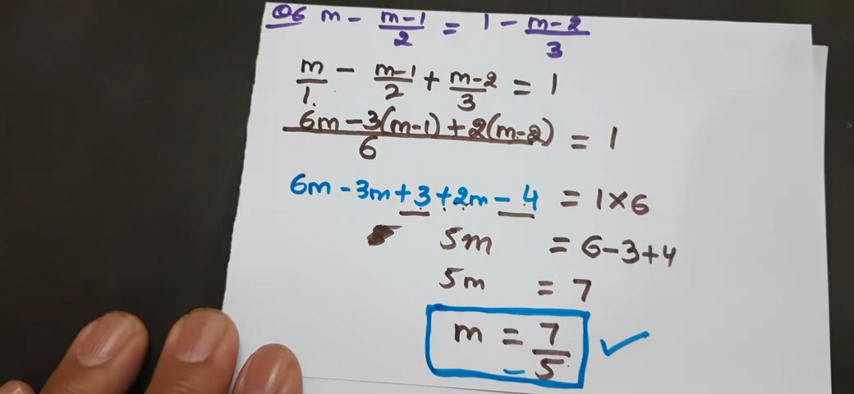 Q6 m - (m-1)/2 = 1 - (m-2)/3
m/1 - (m-1)/2 + (m-2)/3 = 1
(6m - 3(m-1) + 2(m-2))/6 = 1
6m - 3m + 3 + 2m - 4 = 1×6
5m = 6-3+4
5m = 7
m = 7/5 ✓